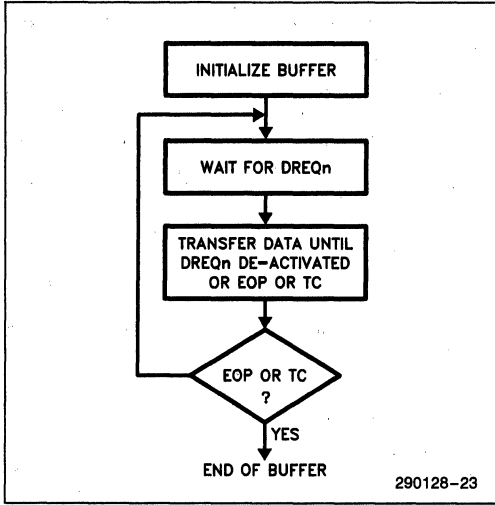 INITIALIZE BUFFER
WAIT FOR DREQn
TRANSFER DATA UNTIL
DREQn DE-ACTIVATED
OR EOP OR TC
EOP OR TC
?
YES
END OF BUFFER
290128-23